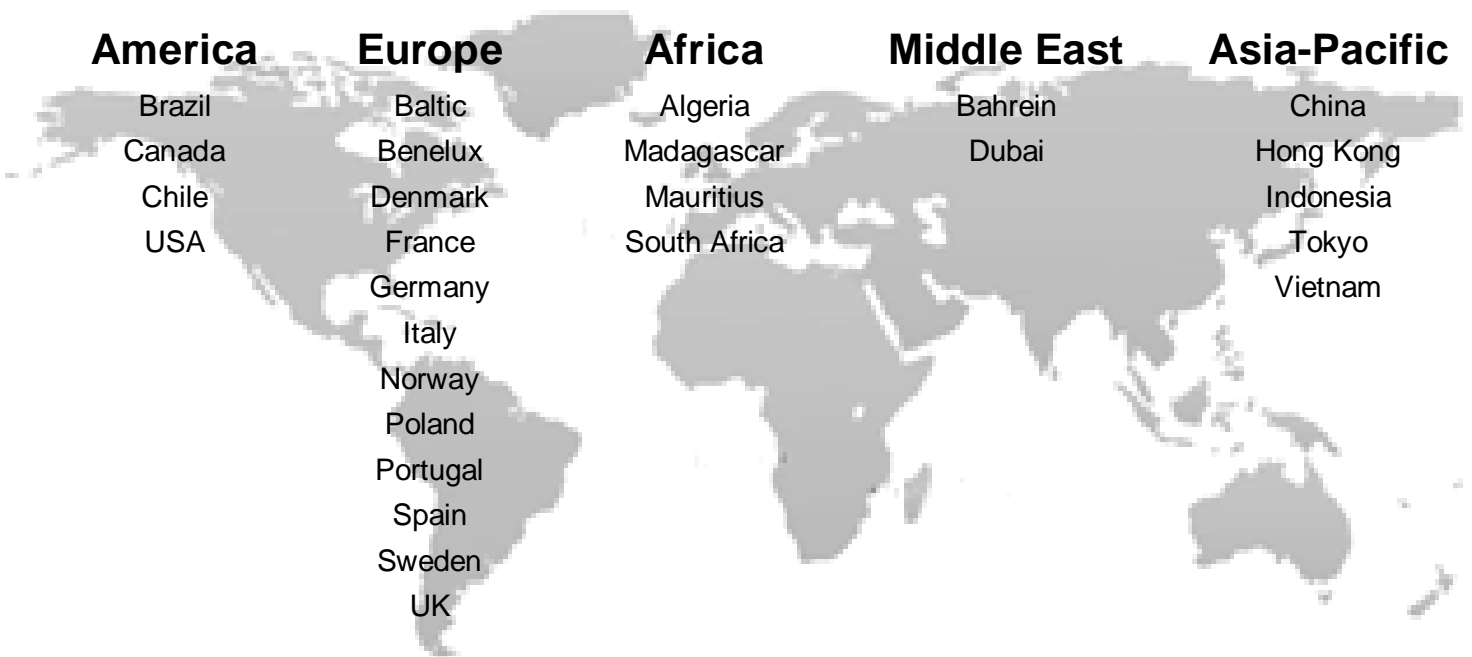 America
Brazil
Canada
Chile
USA
Europe
Baltic
Benelux
Denmark
France
Germany
Italy
Norway
Poland
Portugal
Spain
Sweden
UK
Africa
Algeria
Madagascar
Mauritius
South Africa
Middle East
Bahrein
Dubai
Asia-Pacific
China
Hong Kong
Indonesia
Tokyo
Vietnam